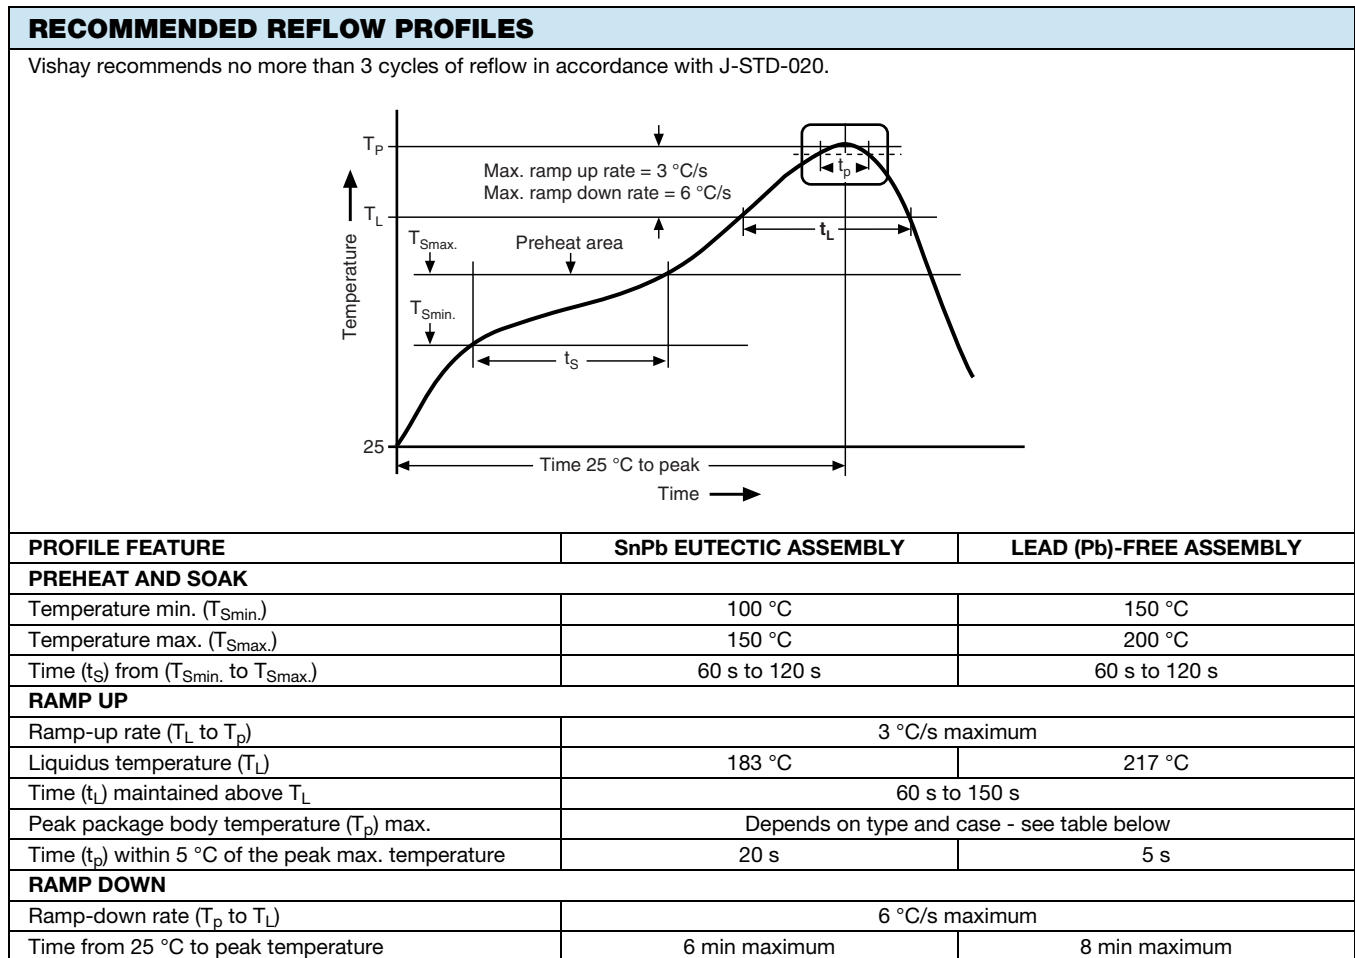 RECOMMENDED REFLOW PROFILES
Vishay recommends no more than 3 cycles of reflow in accordance with J-STD-020.
TP
Max. ramp up rate = 3 °C/s
Max. ramp down rate = 6 °C/s
tp
TL
tL
TSmax.
Preheat area
TSmin.
tS
Temperature
25
Time 25 °C to peak
Time
PROFILE FEATURE SnPb EUTECTIC ASSEMBLY LEAD (Pb)-FREE ASSEMBLY
PREHEAT AND SOAK
Temperature min. (TSmin.) 100 °C 150 °C
Temperature max. (TSmax.) 150 °C 200 °C
Time (tS) from (TSmin. to TSmax.) 60 s to 120 s 60 s to 120 s
RAMP UP
Ramp-up rate (TL to Tp) 3 °C/s maximum
Liquidus temperature (TL) 183 °C 217 °C
Time (tL) maintained above TL 60 s to 150 s
Peak package body temperature (Tp) max. Depends on type and case - see table below
Time (tp) within 5 °C of the peak max. temperature 20 s 5 s
RAMP DOWN
Ramp-down rate (Tp to TL) 6 °C/s maximum
Time from 25 °C to peak temperature 6 min maximum 8 min maximum